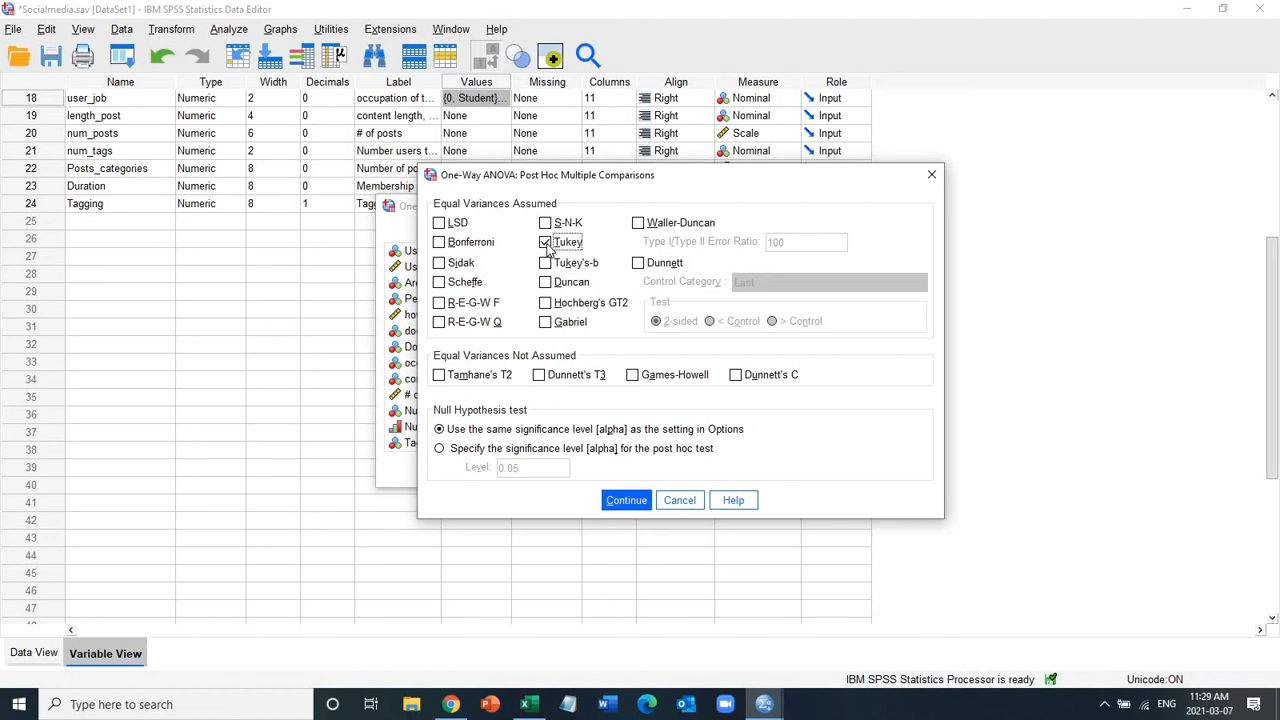 *Socialmedia.sav [DataSet1] - IBM SPSS Statistics Data Editor
File Edit View Data Transform Analyze Graphs Utilities Extensions Window Help
Name Type Width Decimals Label Values Missing Columns Align Measure Role
18 user_job Numeric 2 0 occupation of t... {0, Student}... None 11 Right Nominal Input
19 length_post Numeric 4 0 content length, ... None None 11 Right Nominal Input
20 num_posts Numeric 6 0 # of posts None None 11 Right Scale Input
21 num_tags Numeric 2 0 Number users t... None None 11 Right Nominal Input
22 Posts_categories Numeric 8 0 Number of po
23 Duration Numeric 8 0 Membership
24 Tagging Numeric 8 1 Tagg
25
26
27
28
29
30
31
32
33
34
35
36
37
38
39
40
41
42
43
44
45
46
47
One-Way ANOVA: Post Hoc Multiple Comparisons
Equal Variances Assumed
LSD S-N-K Waller-Duncan
Bonferroni Tukey Type I/Type II Error Ratio: 100
Sidak Tukey's-b Dunnett
Scheffe Duncan Control Category : Last
R-E-G-W F Hochberg's GT2 Test
R-E-G-W Q Gabriel 2-sided < Control > Control
Equal Variances Not Assumed
Tamhane's T2 Dunnett's T3 Games-Howell Dunnett's C
Null Hypothesis test
Use the same significance level [alpha] as the setting in Options
Specify the significance level [alpha] for the post hoc test
Level: 0.05
Continue Cancel Help
Data View Variable View
IBM SPSS Statistics Processor is ready Unicode:ON
Type here to search
11:29 AM
2021-03-07